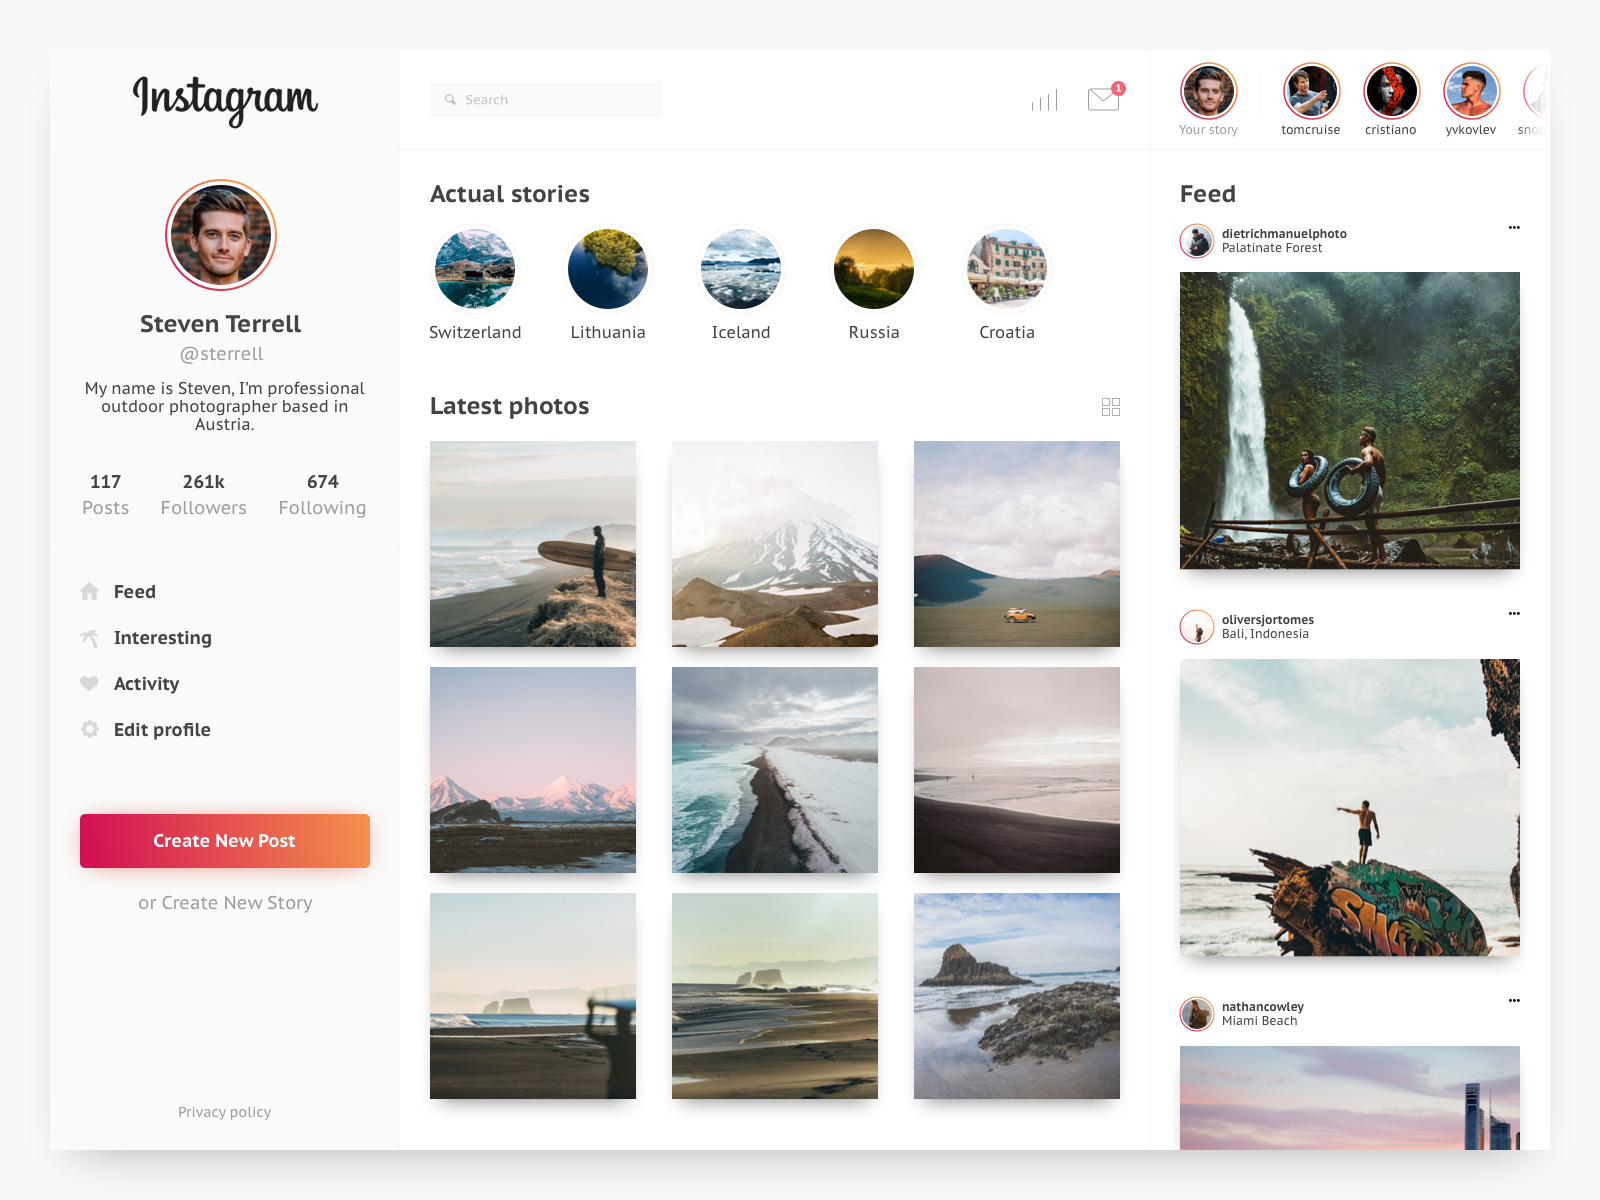 Instagram
Search
1
Your story
tomcruise
cristiano
yvkovlev
Steven Terrell
@sterrell
My name is Steven, I'm professional
outdoor photographer based in
Austria.
117
261k
674
Posts
Followers
Following
Feed
Interesting
Activity
Edit profile
Create New Post
or Create New Story
Privacy policy
Actual stories
Switzerland
Lithuania
Iceland
Russia
Croatia
Latest photos
Feed
dietrichmanuelphoto
Palatinate Forest
oliversjortomes
Bali, Indonesia
nathancowley
Miami Beach